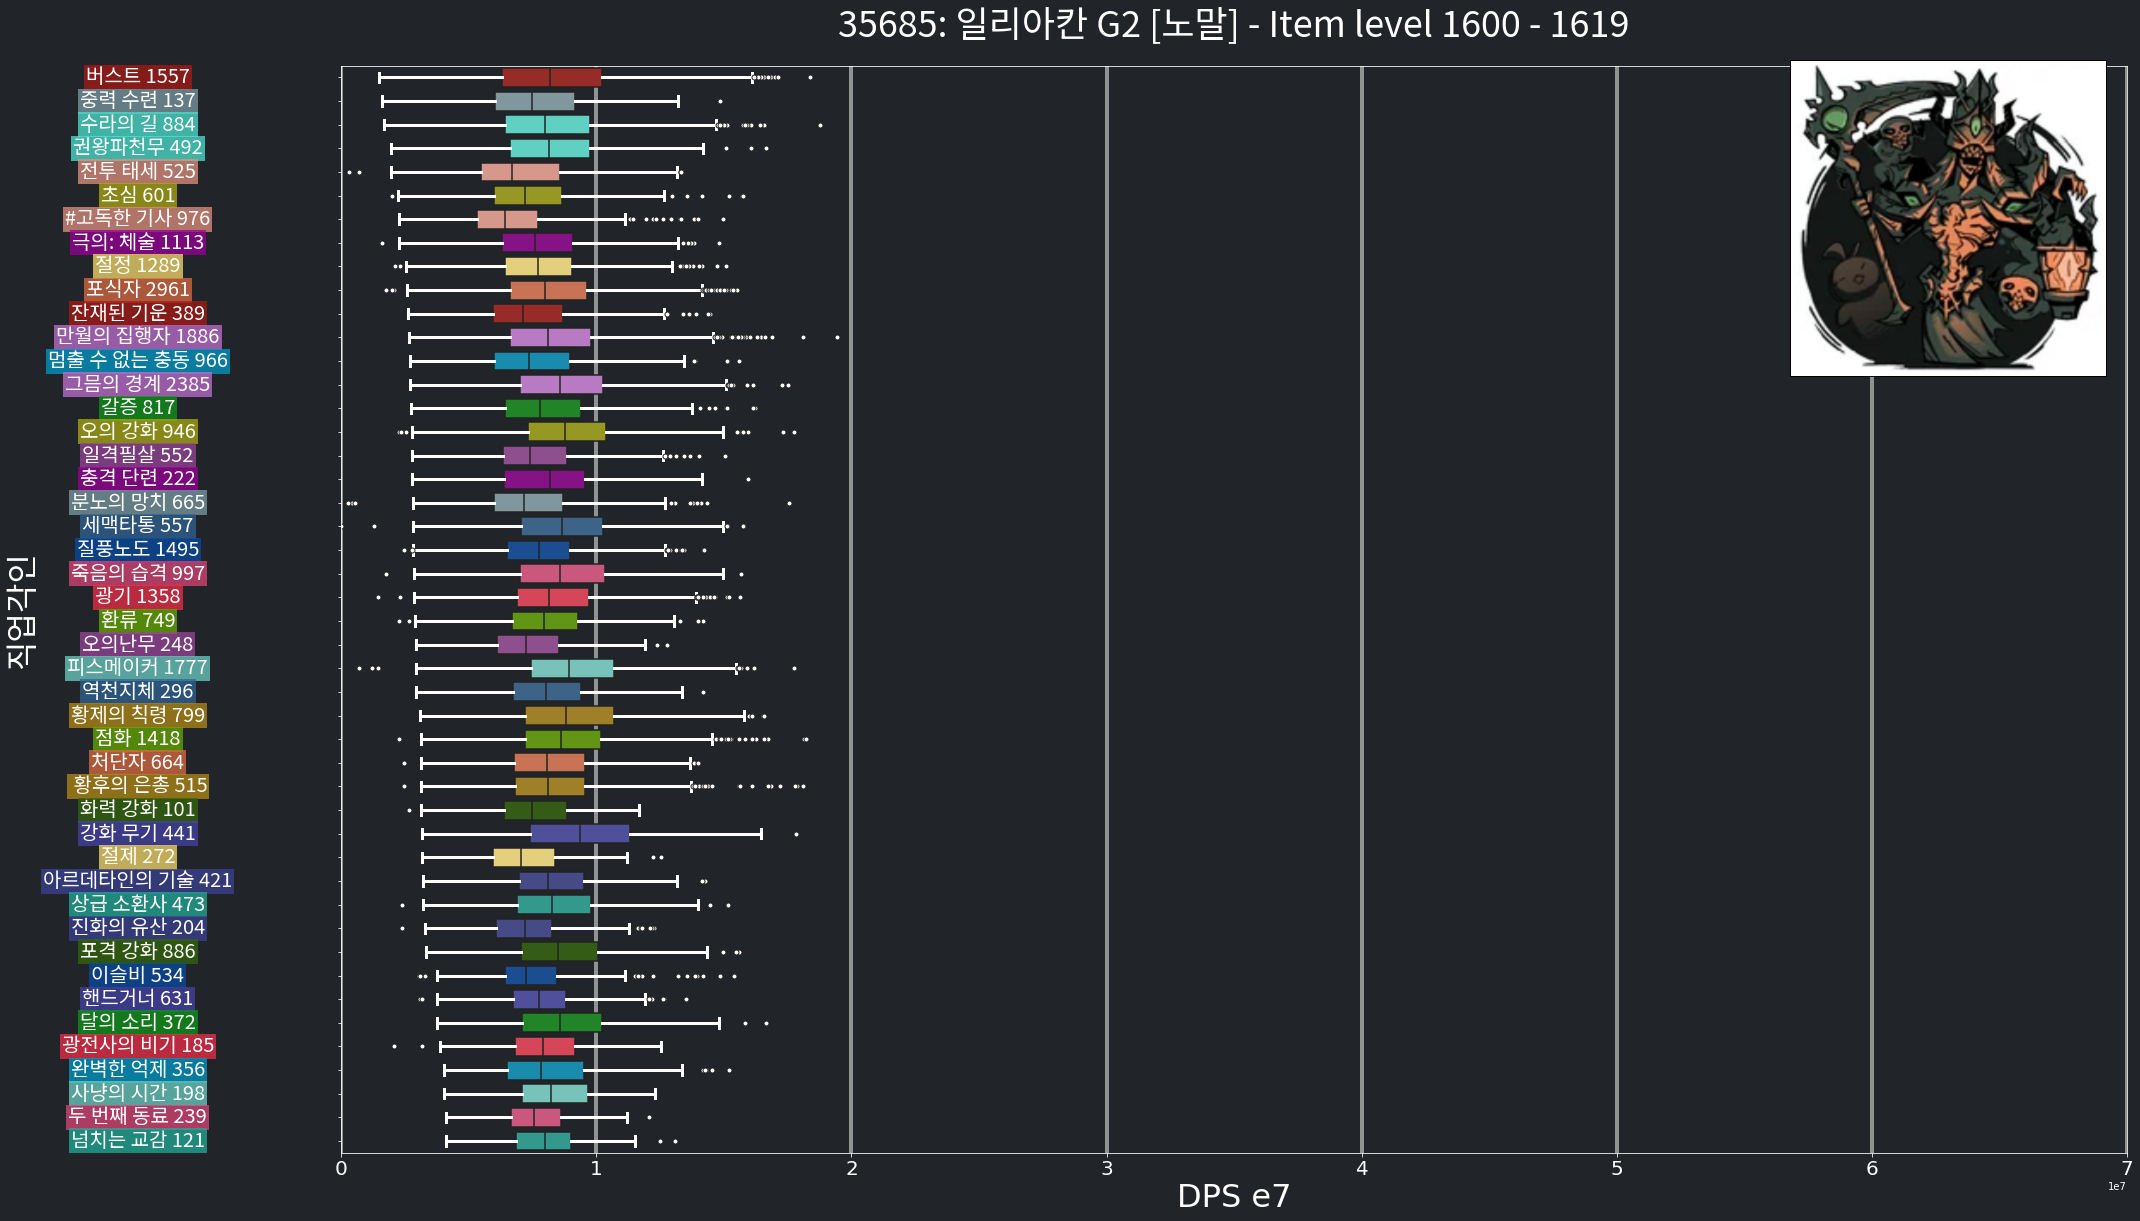 35685: 일리아칸 G2 [노말] - Item level 1600 - 1619
버스트 1557
중력 수련 137
수라의 길 884
권왕파천무 492
전투 태세 525
초심 601
#고독한 기사 976
극의: 체술 1113
절정 1289
포식자 2961
잔재된 기운 389
만월의 집행자 1886
멈출 수 없는 충동 966
그믐의 경계 2385
갈증 817
오의 강화 946
일격필살 552
충격 단련 222
분노의 망치 665
세맥타통 557
질풍노도 1495
죽음의 습격 997
광기 1358
환류 749
오의난무 248
피스메이커 1777
역천지체 296
황제의 칙령 799
점화 1418
처단자 664
황후의 은총 515
화력 강화 101
강화 무기 441
절제 272
아르데타인의 기술 421
상급 소환사 473
진화의 유산 204
포격 강화 886
이슬비 534
핸드거너 631
달의 소리 372
광전사의 비기 185
완벽한 억제 356
사냥의 시간 198
두 번째 동료 239
넘치는 교감 121
직업각인
0 1 2 3 4 5 6 7
DPS e7
1e7